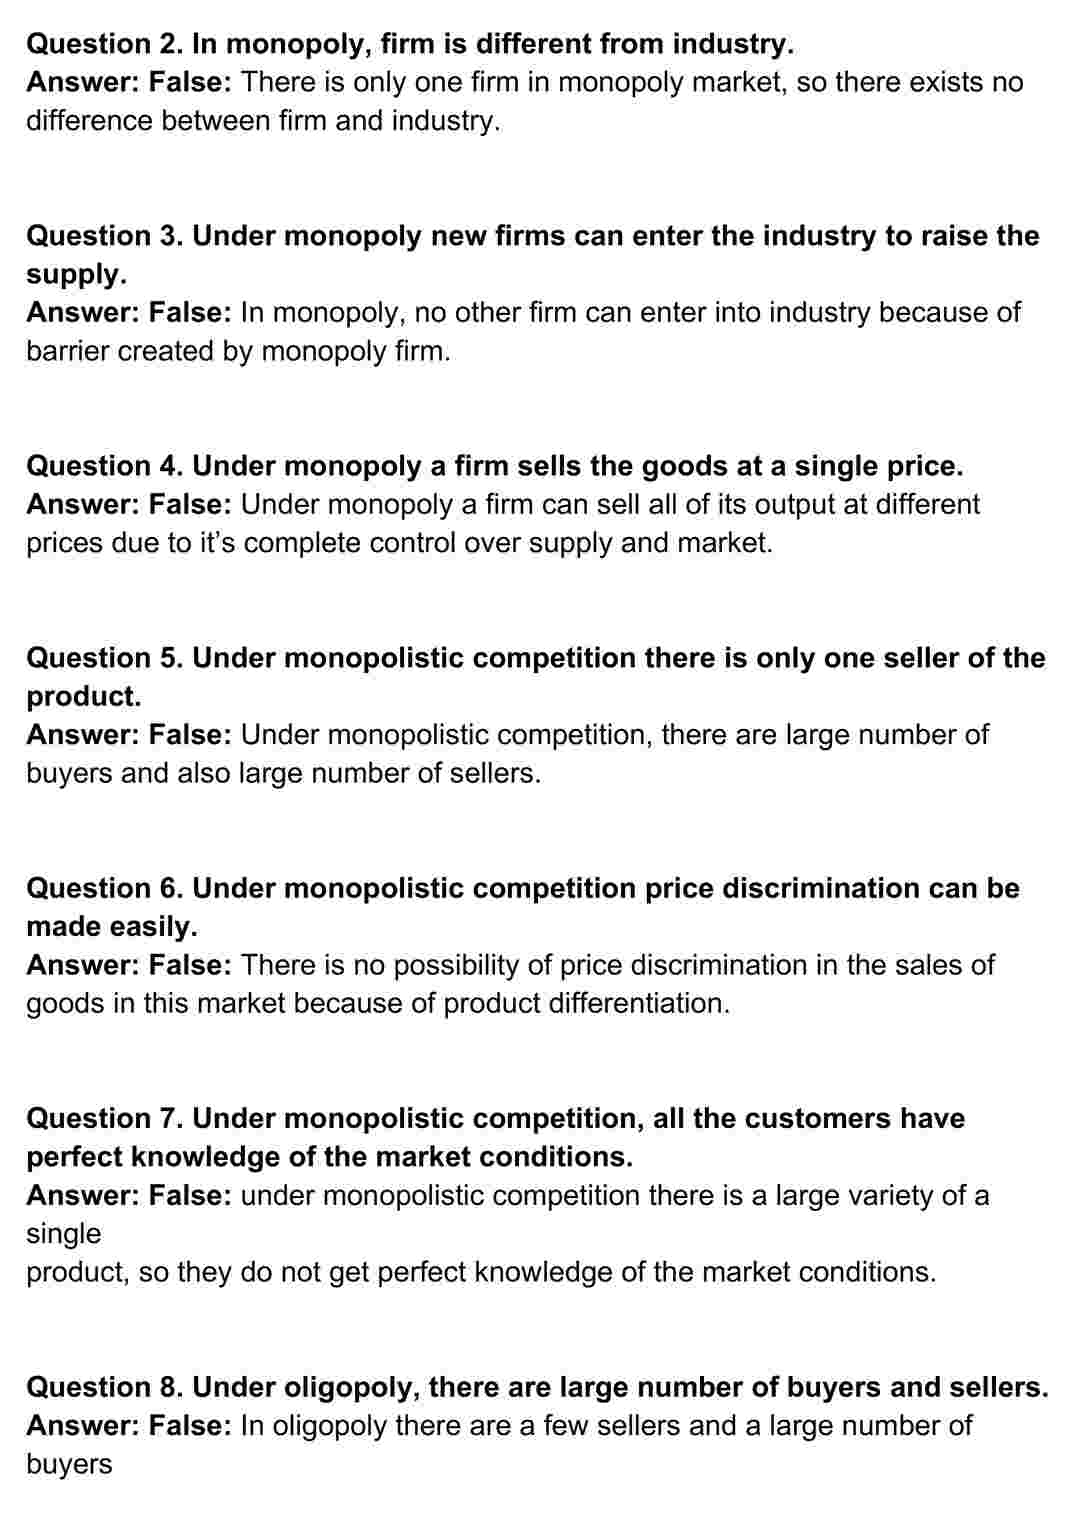 Question 2. In monopoly, firm is different from industry.
Answer: False: There is only one firm in monopoly market, so there exists no
difference between firm and industry.
Question 3. Under monopoly new firms can enter the industry to raise the
supply.
Answer: False: In monopoly, no other firm can enter into industry because of
barrier created by monopoly firm.
Question 4. Under monopoly a firm sells the goods at a single price.
Answer: False: Under monopoly a firm can sell all of its output at different
prices due to it’s complete control over supply and market.
Question 5. Under monopolistic competition there is only one seller of the
product.
Answer: False: Under monopolistic competition, there are large number of
buyers and also large number of sellers.
Question 6. Under monopolistic competition price discrimination can be
made easily.
Answer: False: There is no possibility of price discrimination in the sales of
goods in this market because of product differentiation.
Question 7. Under monopolistic competition, all the customers have
perfect knowledge of the market conditions.
Answer: False: under monopolistic competition there is a large variety of a
single
product, so they do not get perfect knowledge of the market conditions.
Question 8. Under oligopoly, there are large number of buyers and sellers.
Answer: False: In oligopoly there are a few sellers and a large number of
buyers